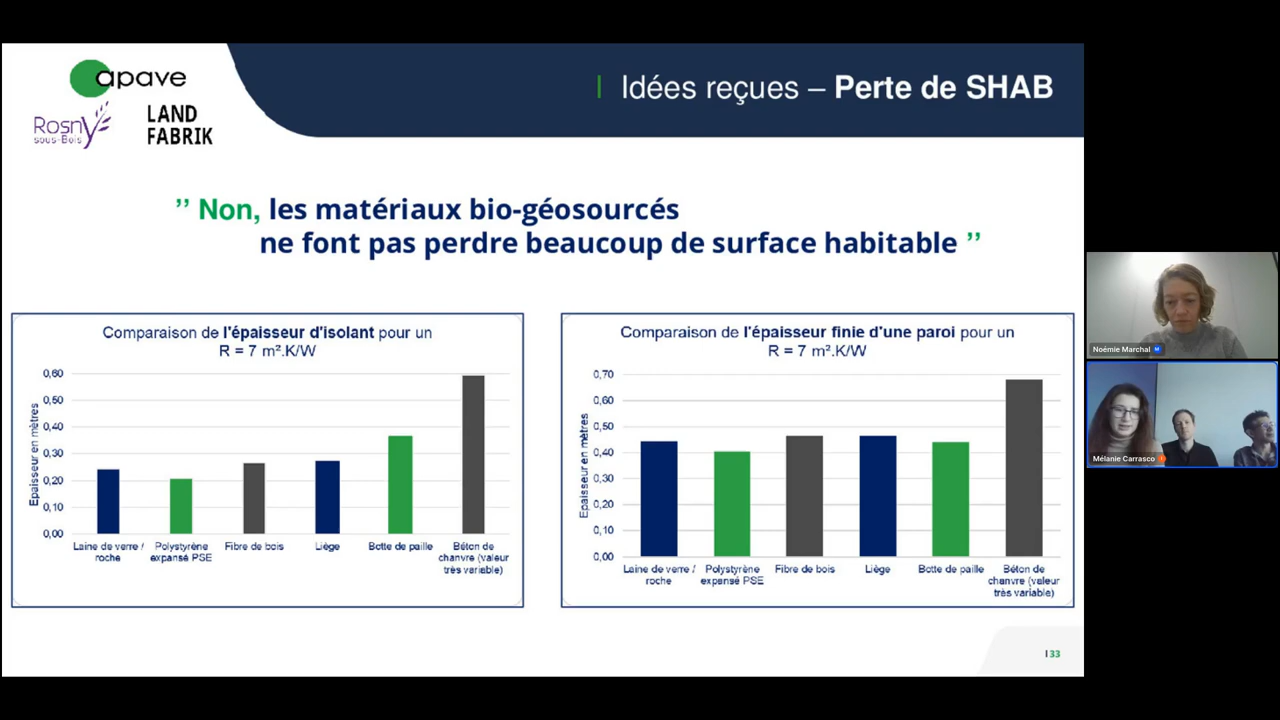 apave
Rosny
sous-Bois
LAND
FABRIK
Idées reçues – Perte de SHAB
” Non, les matériaux bio-géosourcés
ne font pas perdre beaucoup de surface habitable ”
Comparaison de l'épaisseur d'isolant pour un
R = 7 m².K/W
Epaisseur en mètres
0,60
0,50
0,40
0,30
0,20
0,10
0,00
Laine de verre / roche
Polystyrène expansé PSE
Fibre de bois
Liège
Botte de paille
Béton de chanvre (valeur très variable)
Comparaison de l'épaisseur finie d'une paroi pour un
R = 7 m².K/W
Epaisseur en mètres
0,70
0,60
0,50
0,40
0,30
0,20
0,10
0,00
Laine de verre / roche
Polystyrène expansé PSE
Fibre de bois
Liège
Botte de paille
Béton de chanvre (valeur très variable)
33
Noémie Marchal
Mélanie Carrasco